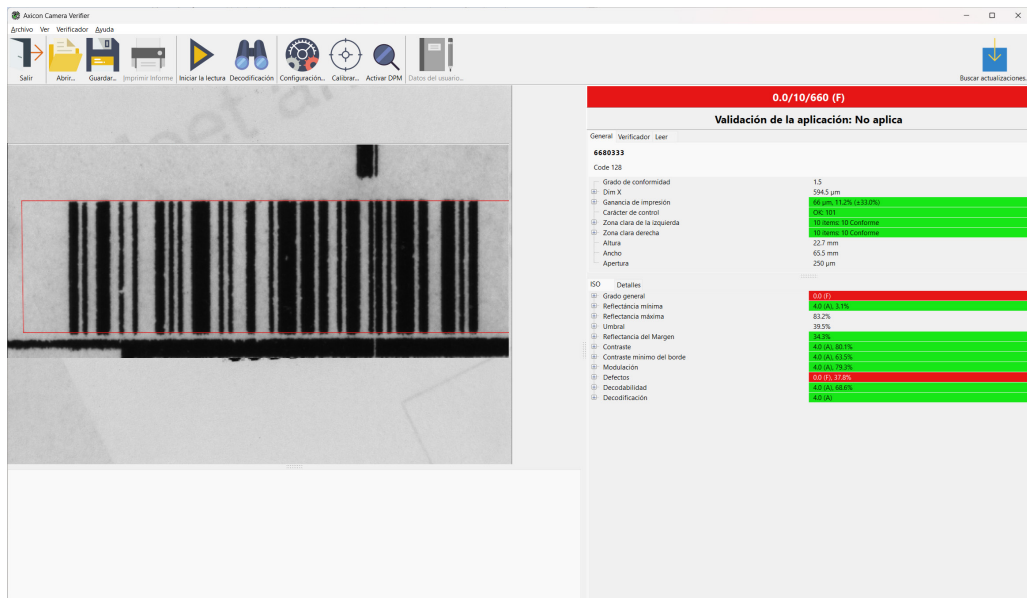 Axicon Camera Verifier
Archivo Ver Verificador Ayuda
Salir Abrir... Guardar... Imprimir Informe Iniciar la lectura Decodificación Configuración... Calibrar... Activar DPM Datos del usuario... Buscar actualizaciones...
0.0/10/660 (F)
Validación de la aplicación: No aplica
General Verificador Leer
6680333
Code 128
Grado de conformidad 1.5
Dim X 594.5 µm
Ganancia de impresión 66 µm, 11.2% (±33.0%)
Carácter de control OK: 101
Zona clara de la izquierda 10 items: 10 Conforme
Zona clara derecha 10 items: 10 Conforme
Altura 22.7 mm
Ancho 65.5 mm
Apertura 250 µm
ISO Detalles
Grado general 0.0 (F)
Reflectáncia mínima 4.0 (A), 3.1%
Reflectancia máxima 83.2%
Umbral 39.5%
Reflectancia del Margen 34.3%
Contraste 4.0 (A), 80.1%
Contraste mínimo del borde 4.0 (A), 63.5%
Modulación 4.0 (A), 79.3%
Defectos 0.0 (F), 37.8%
Decodabilidad 4.0 (A), 66.6%
Decodificación 4.0 (A)